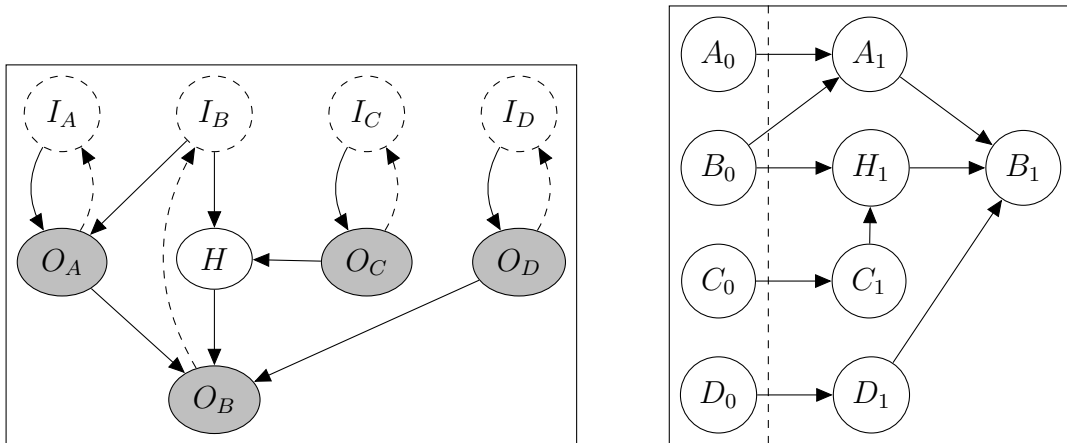 I_A I_B I_C I_D
O_A H O_C O_D
O_B
A_0 A_1
B_0 H_1 B_1
C_0 C_1
D_0 D_1